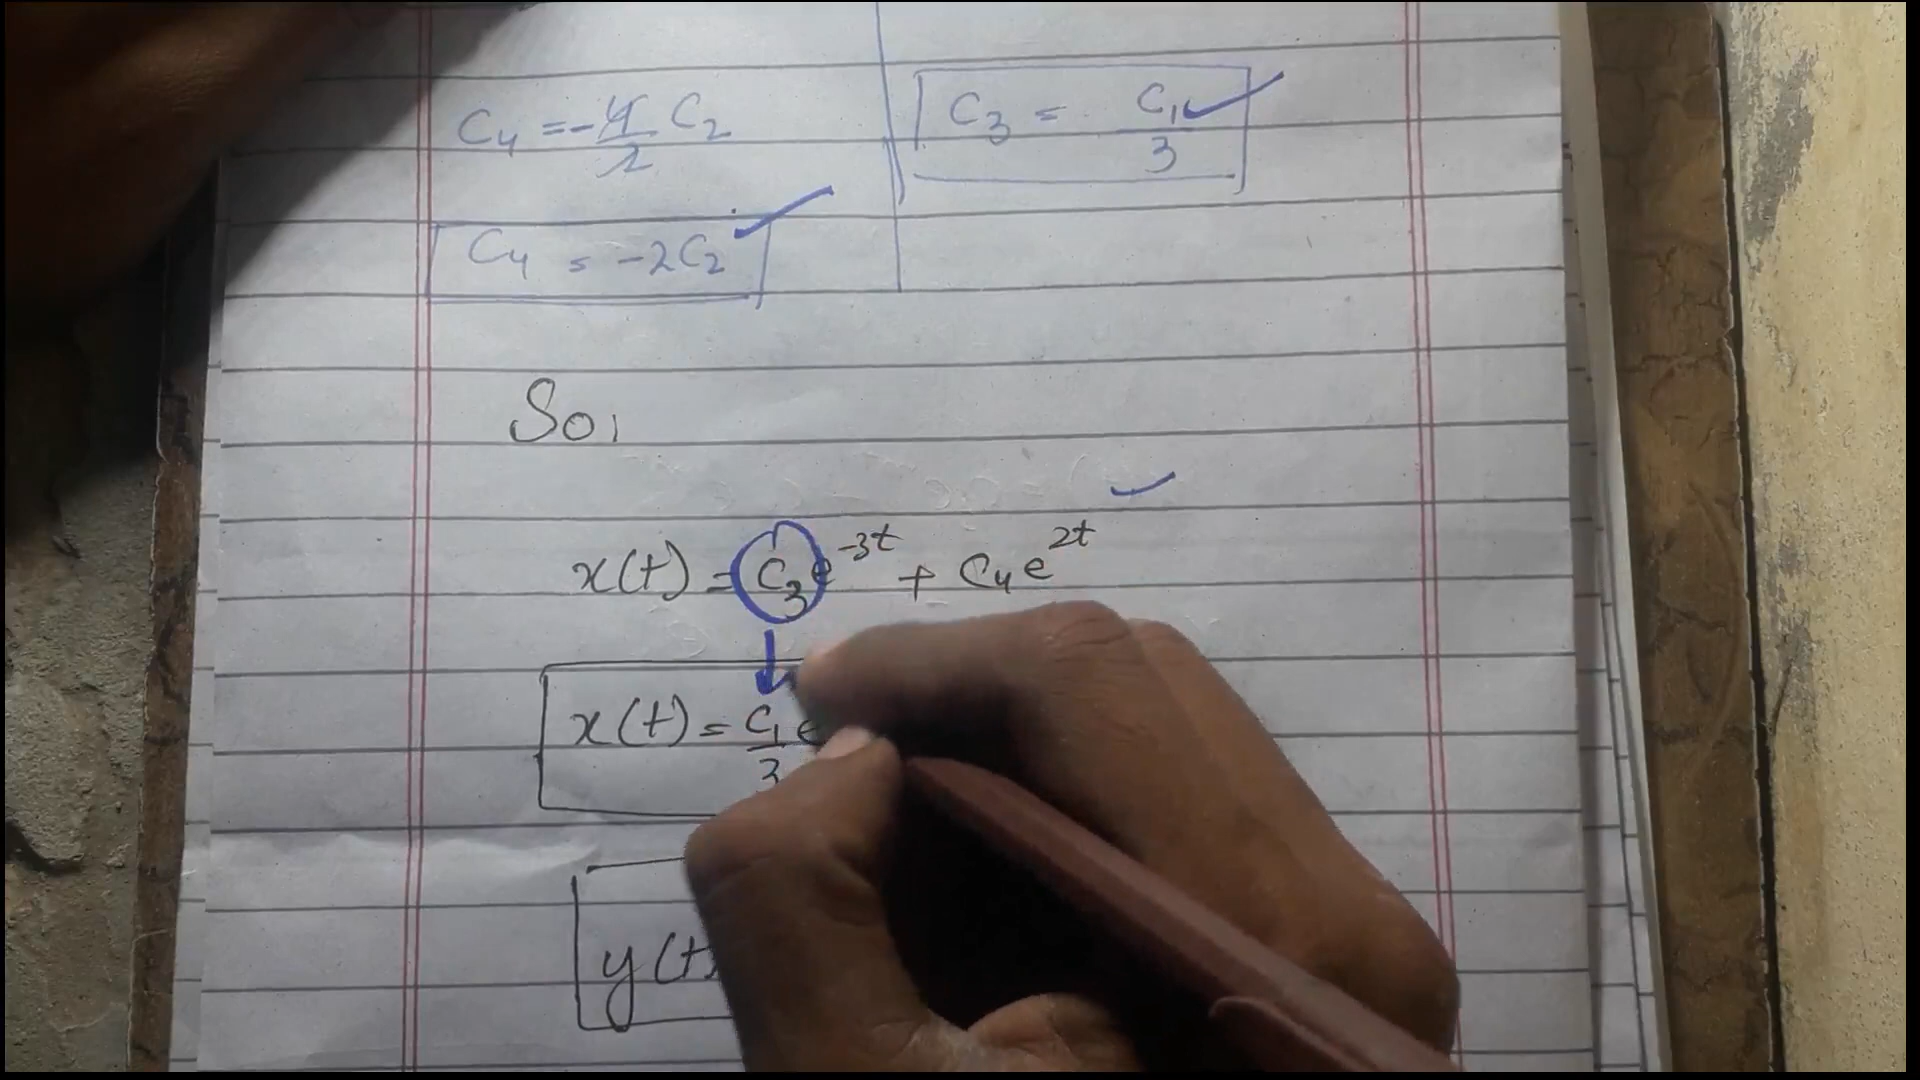 C₄ = -4/2 C₂
C₄ = -2C₂
C₃ = C₁/3
So,
x(t) = C₃e^-3t + C₄e^2t
x(t) = C₁/3 e
y(t)